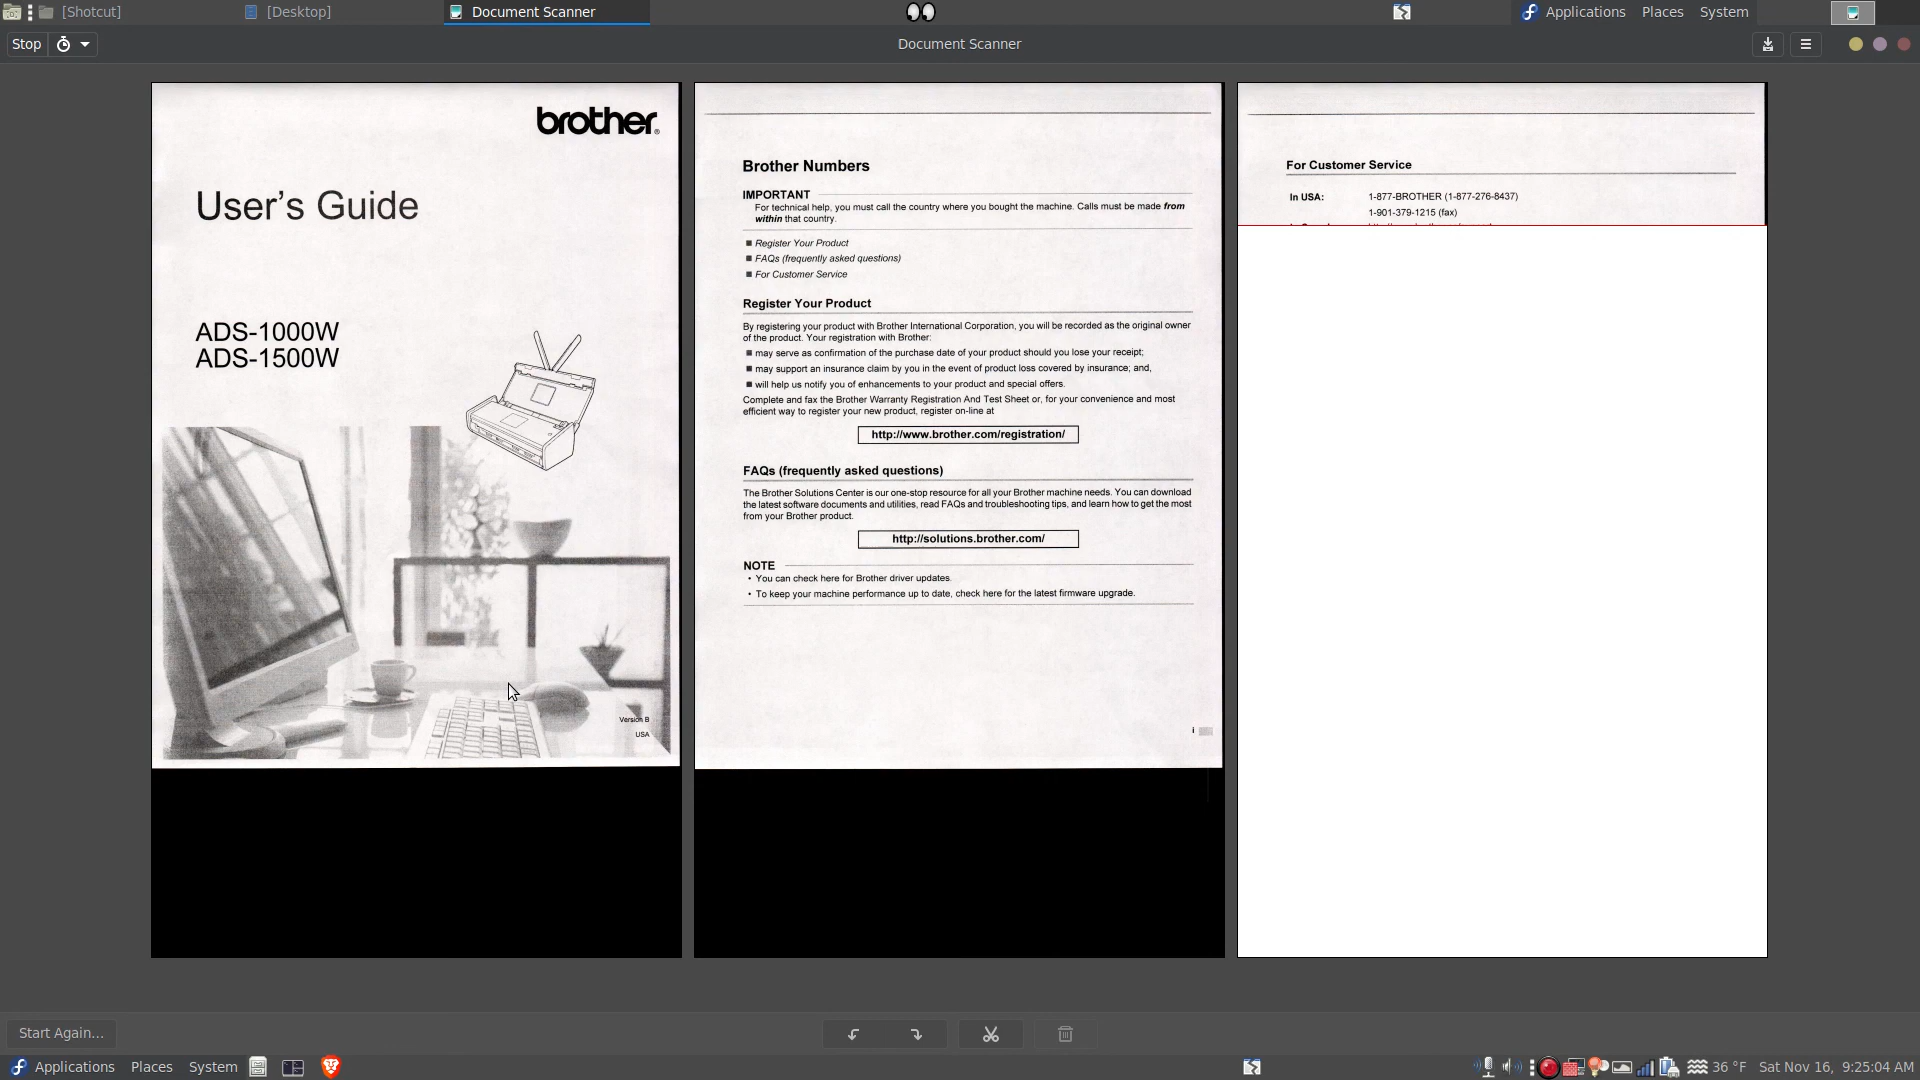 [Shotcut]
[Desktop]
Document Scanner
Applications
Places
System
Stop
Document Scanner
brother
User's Guide
ADS-1000W
ADS-1500W
Version B
USA
Brother Numbers
IMPORTANT
For technical help, you must call the country where you bought the machine. Calls must be made from
within that country.
Register Your Product
FAQs (frequently asked questions)
For Customer Service
Register Your Product
By registering your product with Brother International Corporation, you will be recorded as the original owner
of the product. Your registration with Brother:
may serve as confirmation of the purchase date of your product should you lose your receipt;
may support an insurance claim by you in the event of product loss covered by insurance; and,
will help us notify you of enhancements to your product and special offers.
Complete and fax the Brother Warranty Registration And Test Sheet or, for your convenience and most
efficient way to register your new product, register on-line at
http://www.brother.com/registration/
FAQs (frequently asked questions)
The Brother Solutions Center is our one-stop resource for all your Brother machine needs. You can download
the latest software documents and utilities, read FAQs and troubleshooting tips, and learn how to get the most
from your Brother product.
http://solutions.brother.com/
NOTE
• You can check here for Brother driver updates.
• To keep your machine performance up to date, check here for the latest firmware upgrade.
i
For Customer Service
In USA: 1-877-BROTHER (1-877-276-8437)
1-901-379-1215 (fax)
Start Again...
Applications
Places
System
36 °F
Sat Nov 16, 9:25:04 AM